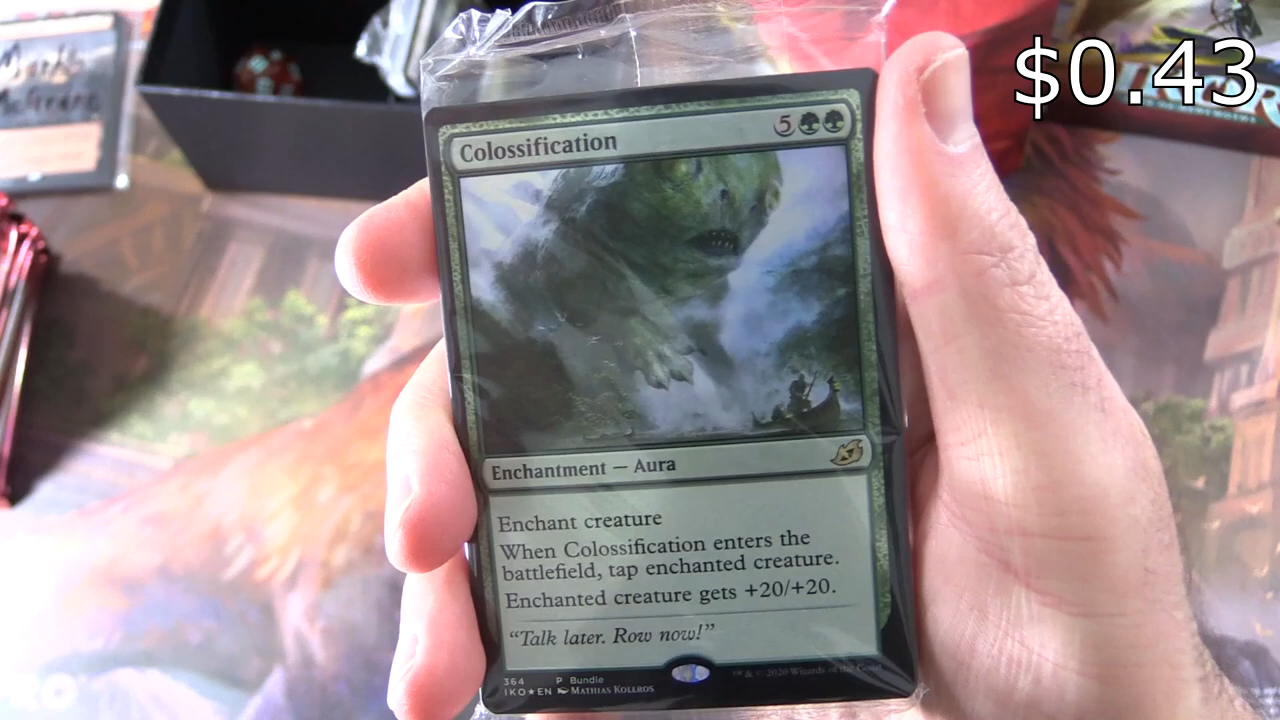 $0.43
Colossification
5
Enchantment — Aura
Enchant creature
When Colossification enters the
battlefield, tap enchanted creature.
Enchanted creature gets +20/+20.
“Talk later. Row now!”
364 P Bundle
IKO★EN MATHIAS KOLLROS
™ & © 2020 Wizards of the Coast